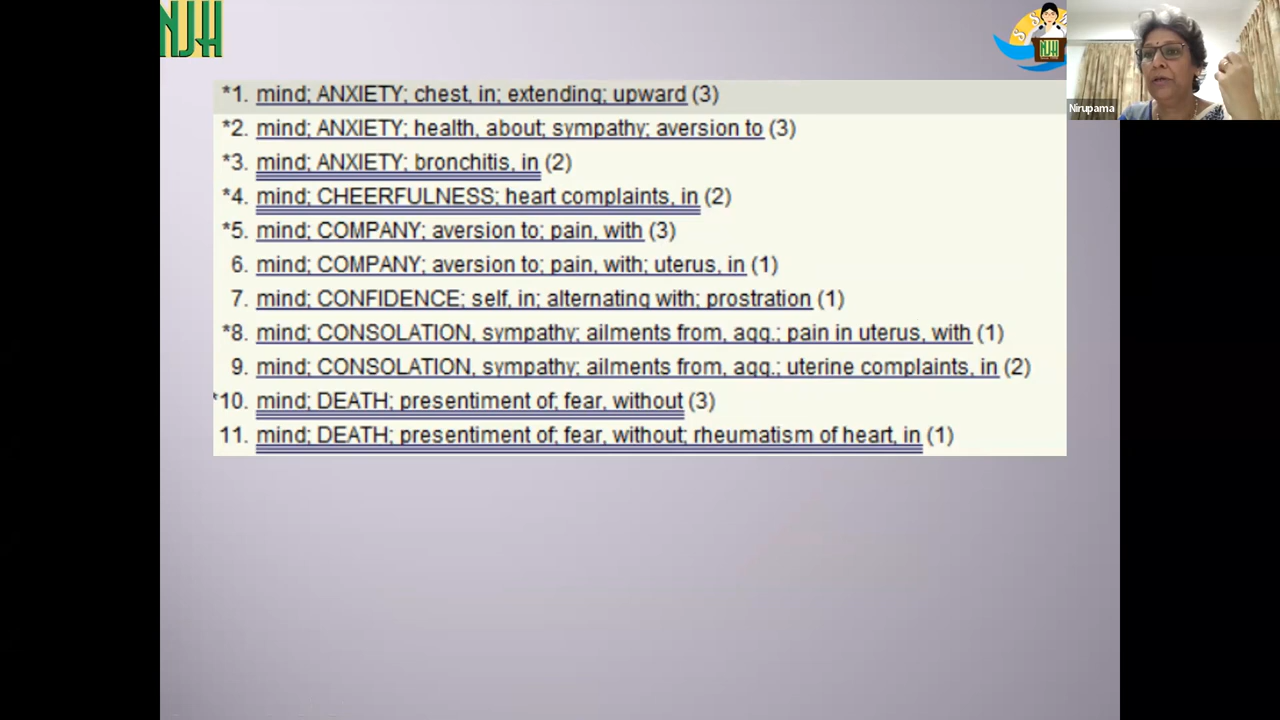 NJH
NJH
Nirupama
*1. mind; ANXIETY; chest, in; extending; upward (3)
*2. mind; ANXIETY; health, about; sympathy; aversion to (3)
*3. mind; ANXIETY; bronchitis, in (2)
*4. mind; CHEERFULNESS; heart complaints, in (2)
*5. mind; COMPANY; aversion to; pain, with (3)
6. mind; COMPANY; aversion to; pain, with; uterus, in (1)
7. mind; CONFIDENCE; self, in; alternating with; prostration (1)
*8. mind; CONSOLATION, sympathy; ailments from, agg.; pain in uterus, with (1)
9. mind; CONSOLATION, sympathy; ailments from, agg.; uterine complaints, in (2)
*10. mind; DEATH; presentiment of; fear, without (3)
11. mind; DEATH; presentiment of; fear, without; rheumatism of heart, in (1)